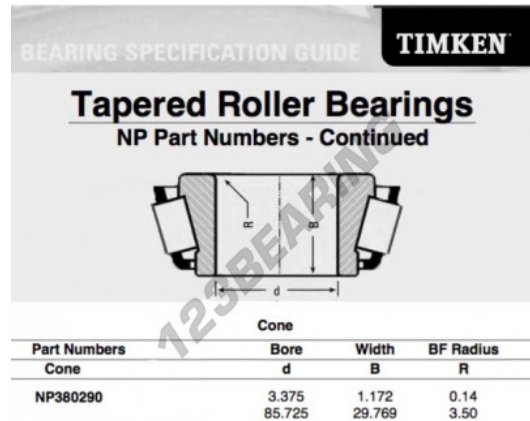 BEARING SPECIFICATION GUIDE
TIMKEN
Tapered Roller Bearings
NP Part Numbers - Continued
R
B
d
123BEARING
Cone
Part Numbers Bore Width BF Radius
Cone d B R
NP380290 3.375 1.172 0.14
85.725 29.769 3.50